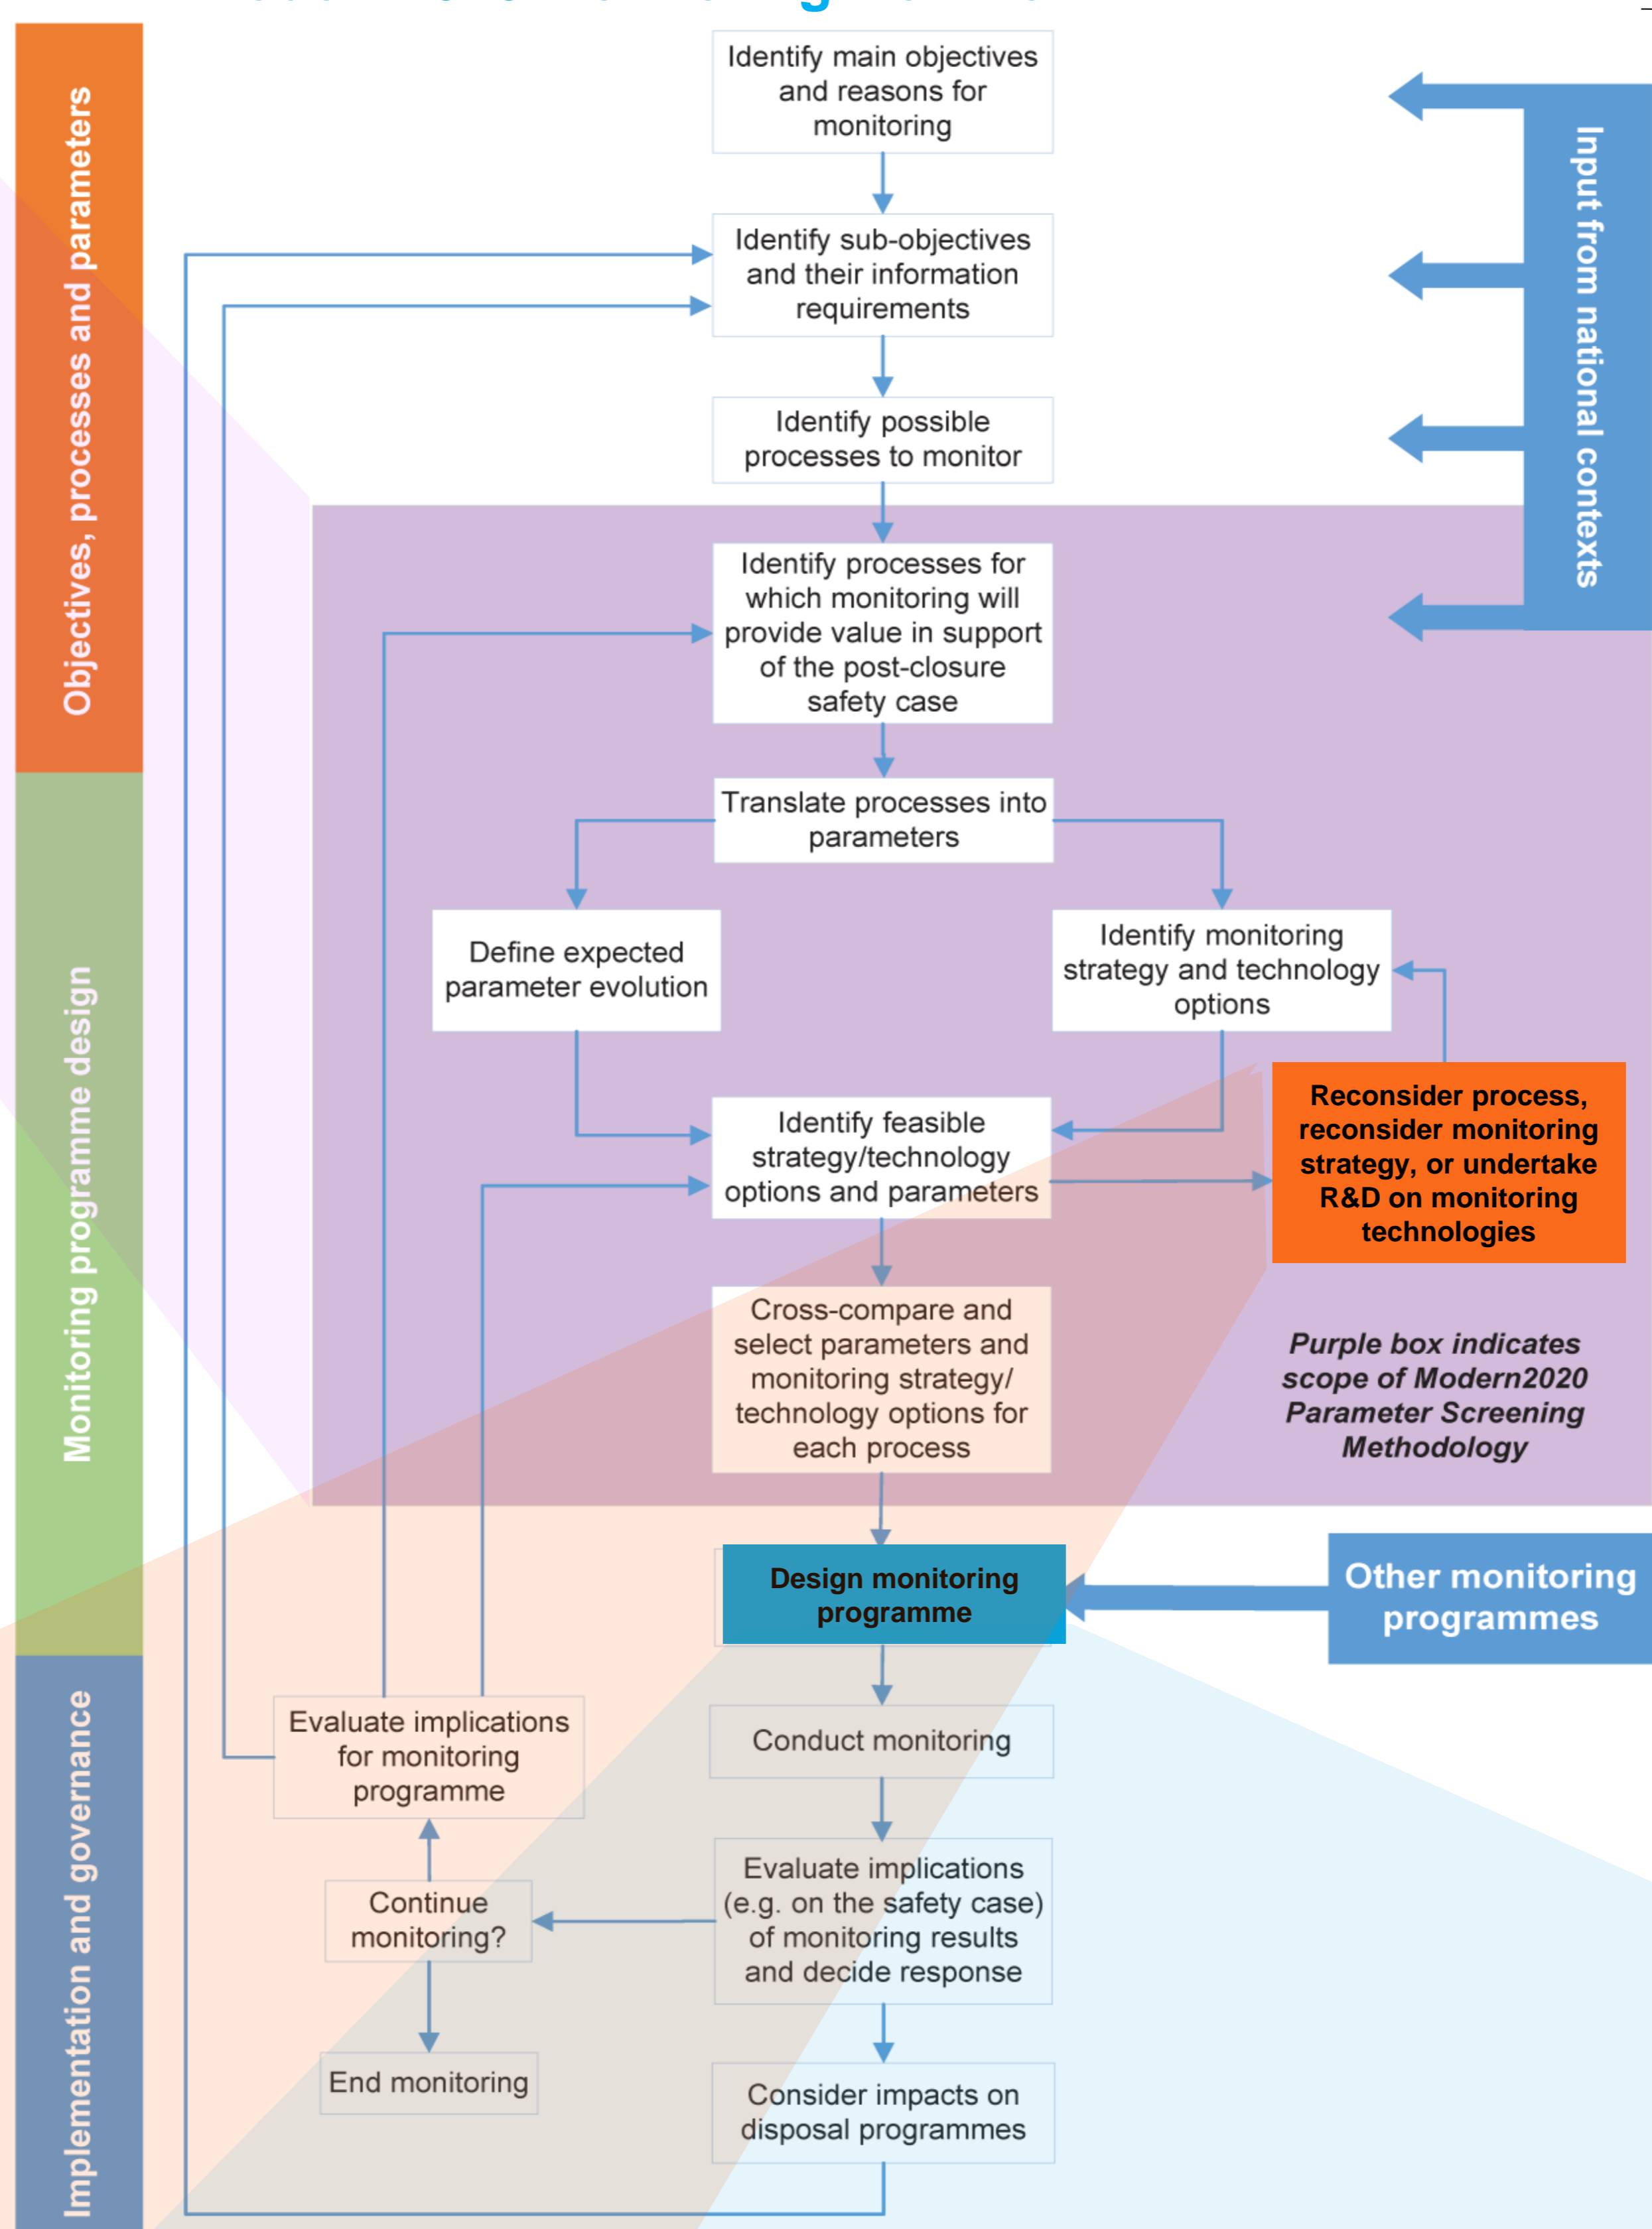 Identify main objectives
and reasons for
monitoring
Objectives, processes and parameters
Input from national contexts
Identify sub-objectives
and their information
requirements
Identify possible
processes to monitor
Identify processes for
which monitoring will
provide value in support
of the post-closure
safety case
Translate processes into
parameters
Monitoring programme design
Define expected
parameter evolution
Identify monitoring
strategy and technology
options
Reconsider process,
reconsider monitoring
strategy, or undertake
R&D on monitoring
technologies
Identify feasible
strategy/technology
options and parameters
Cross-compare and
select parameters and
monitoring strategy/
technology options for
each process
Purple box indicates
scope of Modern2020
Parameter Screening
Methodology
Design monitoring
programme
Other monitoring
programmes
Implementation and governance
Evaluate implications
for monitoring
programme
Conduct monitoring
Continue
monitoring?
Evaluate implications
(e.g. on the safety case)
of monitoring results
and decide response
End monitoring
Consider impacts on
disposal programmes